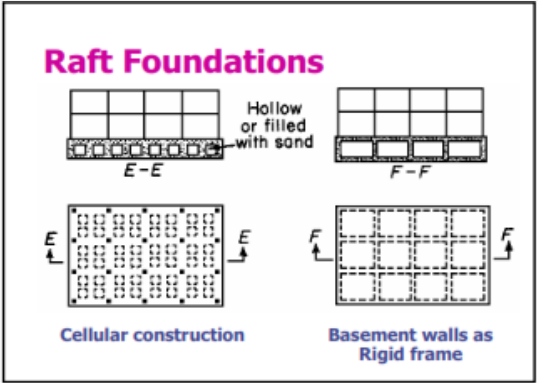 Raft Foundations
Hollow
or filled
with sand
E-E
F-F
E
E
F
F
Cellular construction
Basement walls as
Rigid frame